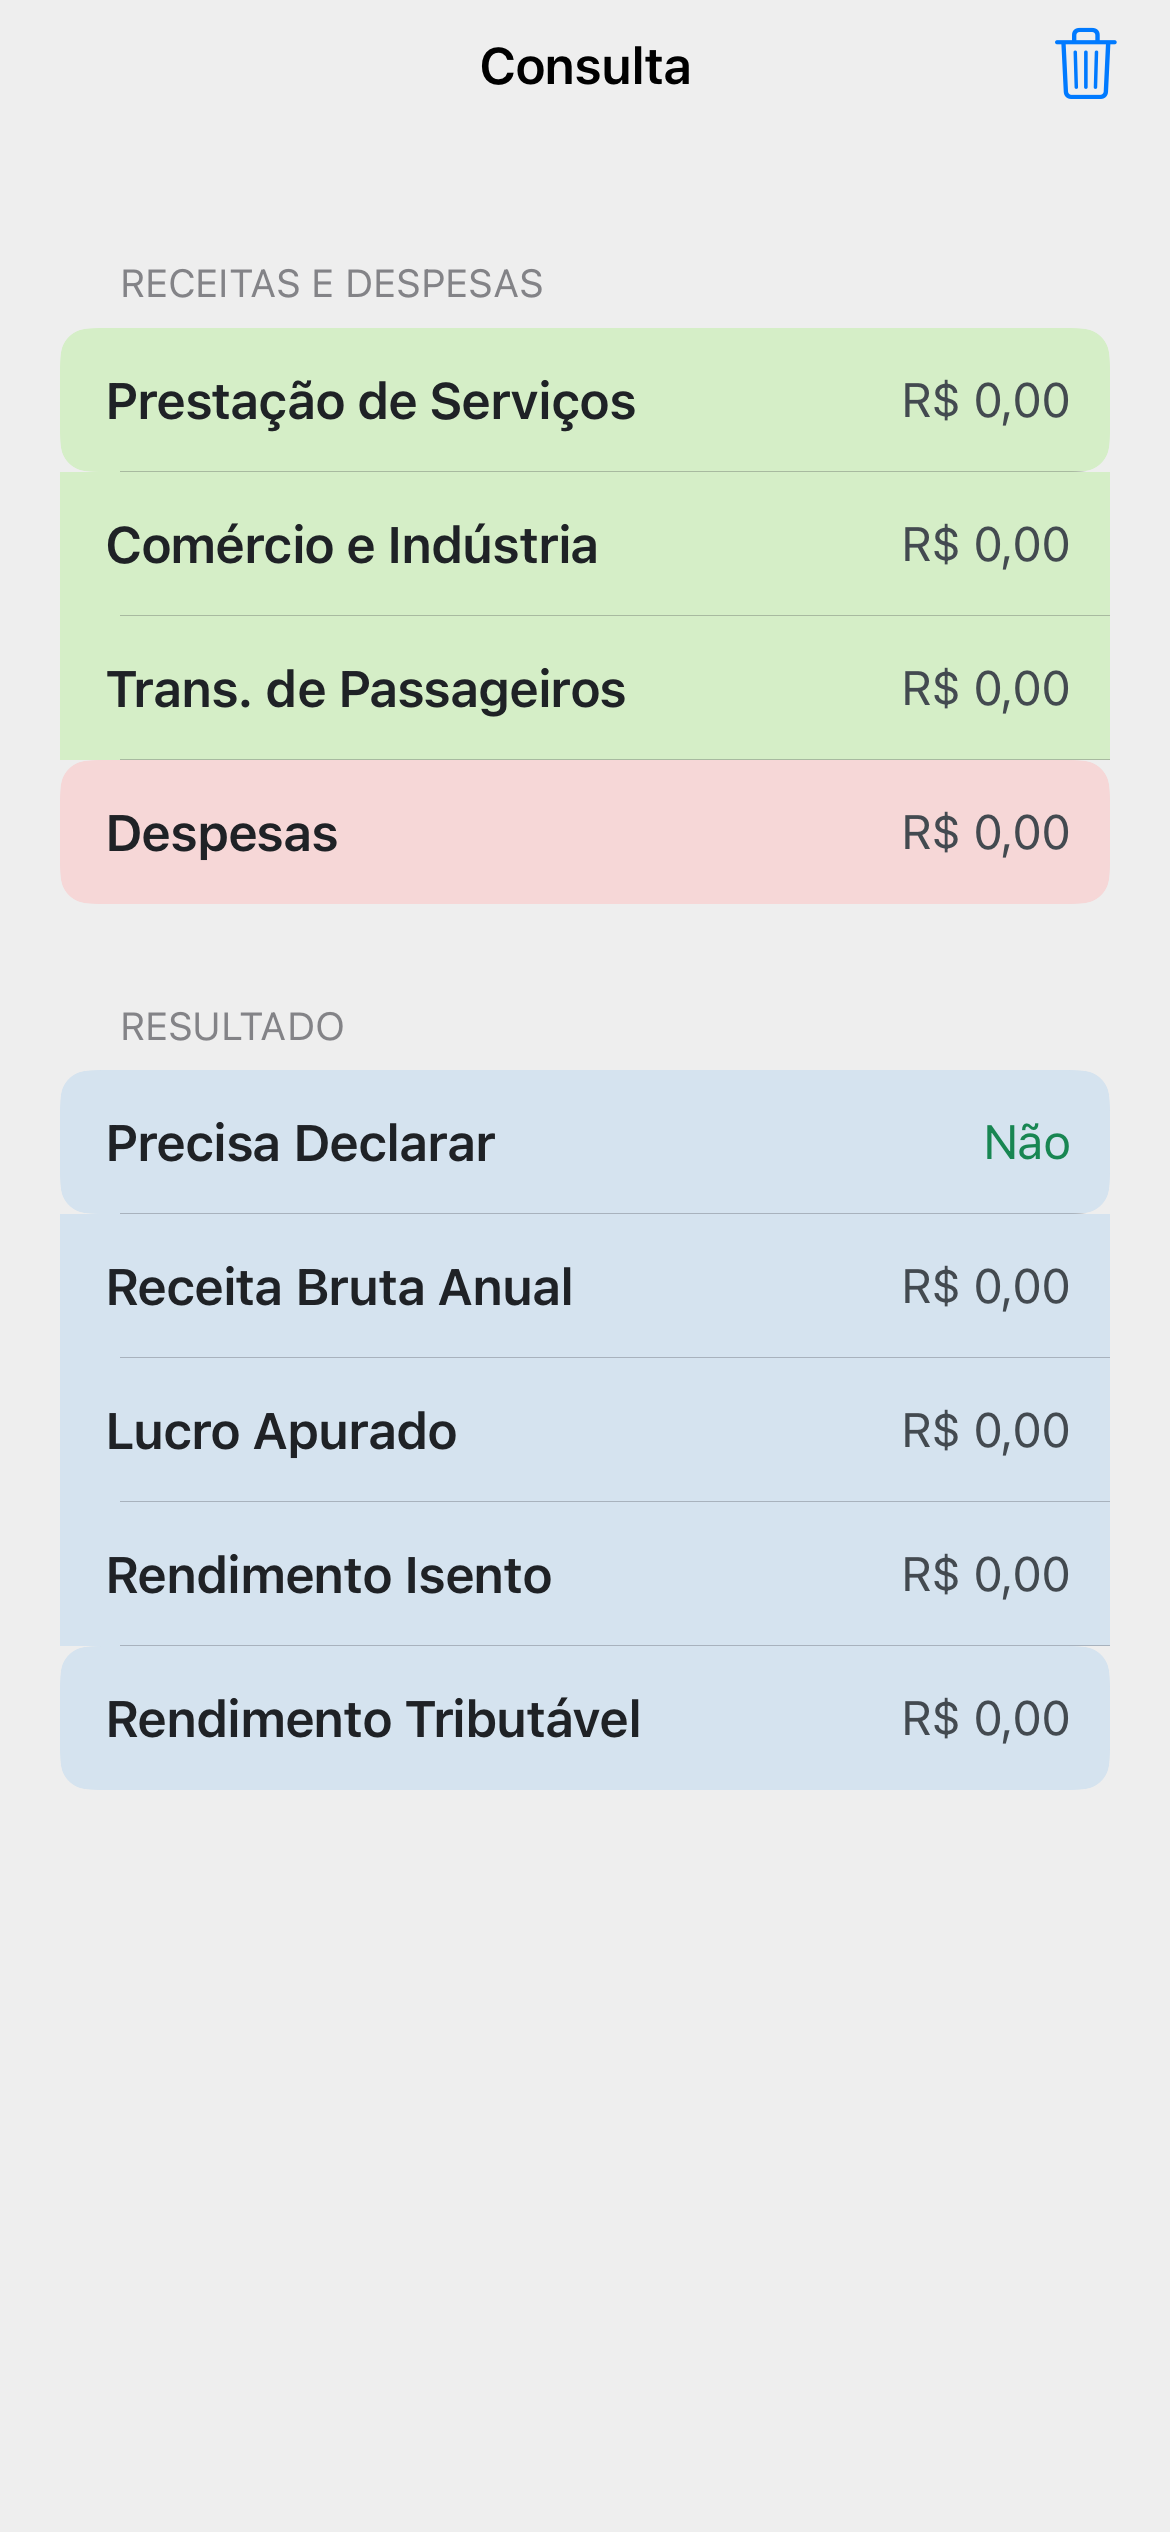 Consulta
RECEITAS E DESPESAS
Prestação de Serviços R$ 0,00
Comércio e Indústria R$ 0,00
Trans. de Passageiros R$ 0,00
Despesas R$ 0,00
RESULTADO
Precisa Declarar Não
Receita Bruta Anual R$ 0,00
Lucro Apurado R$ 0,00
Rendimento Isento R$ 0,00
Rendimento Tributável R$ 0,00